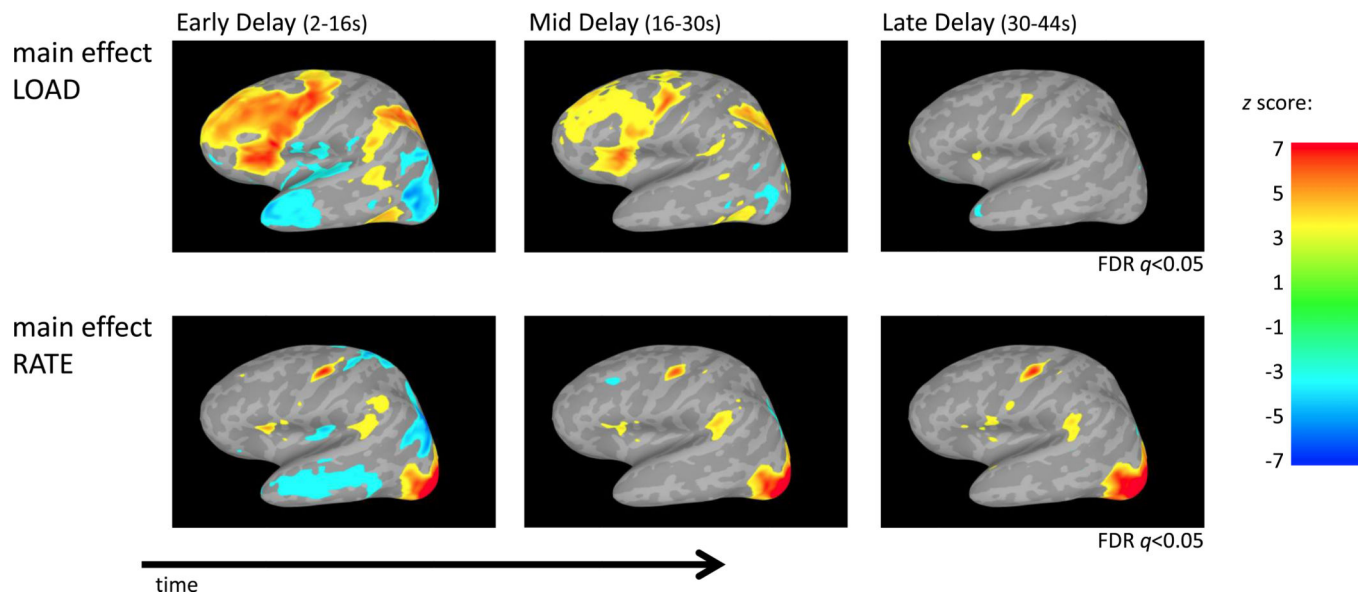 Early Delay (2-16s)
Mid Delay (16-30s)
Late Delay (30-44s)
main effect
LOAD
FDR q<0.05
main effect
RATE
FDR q<0.05
time
z score:
7
5
3
1
-1
-3
-5
-7